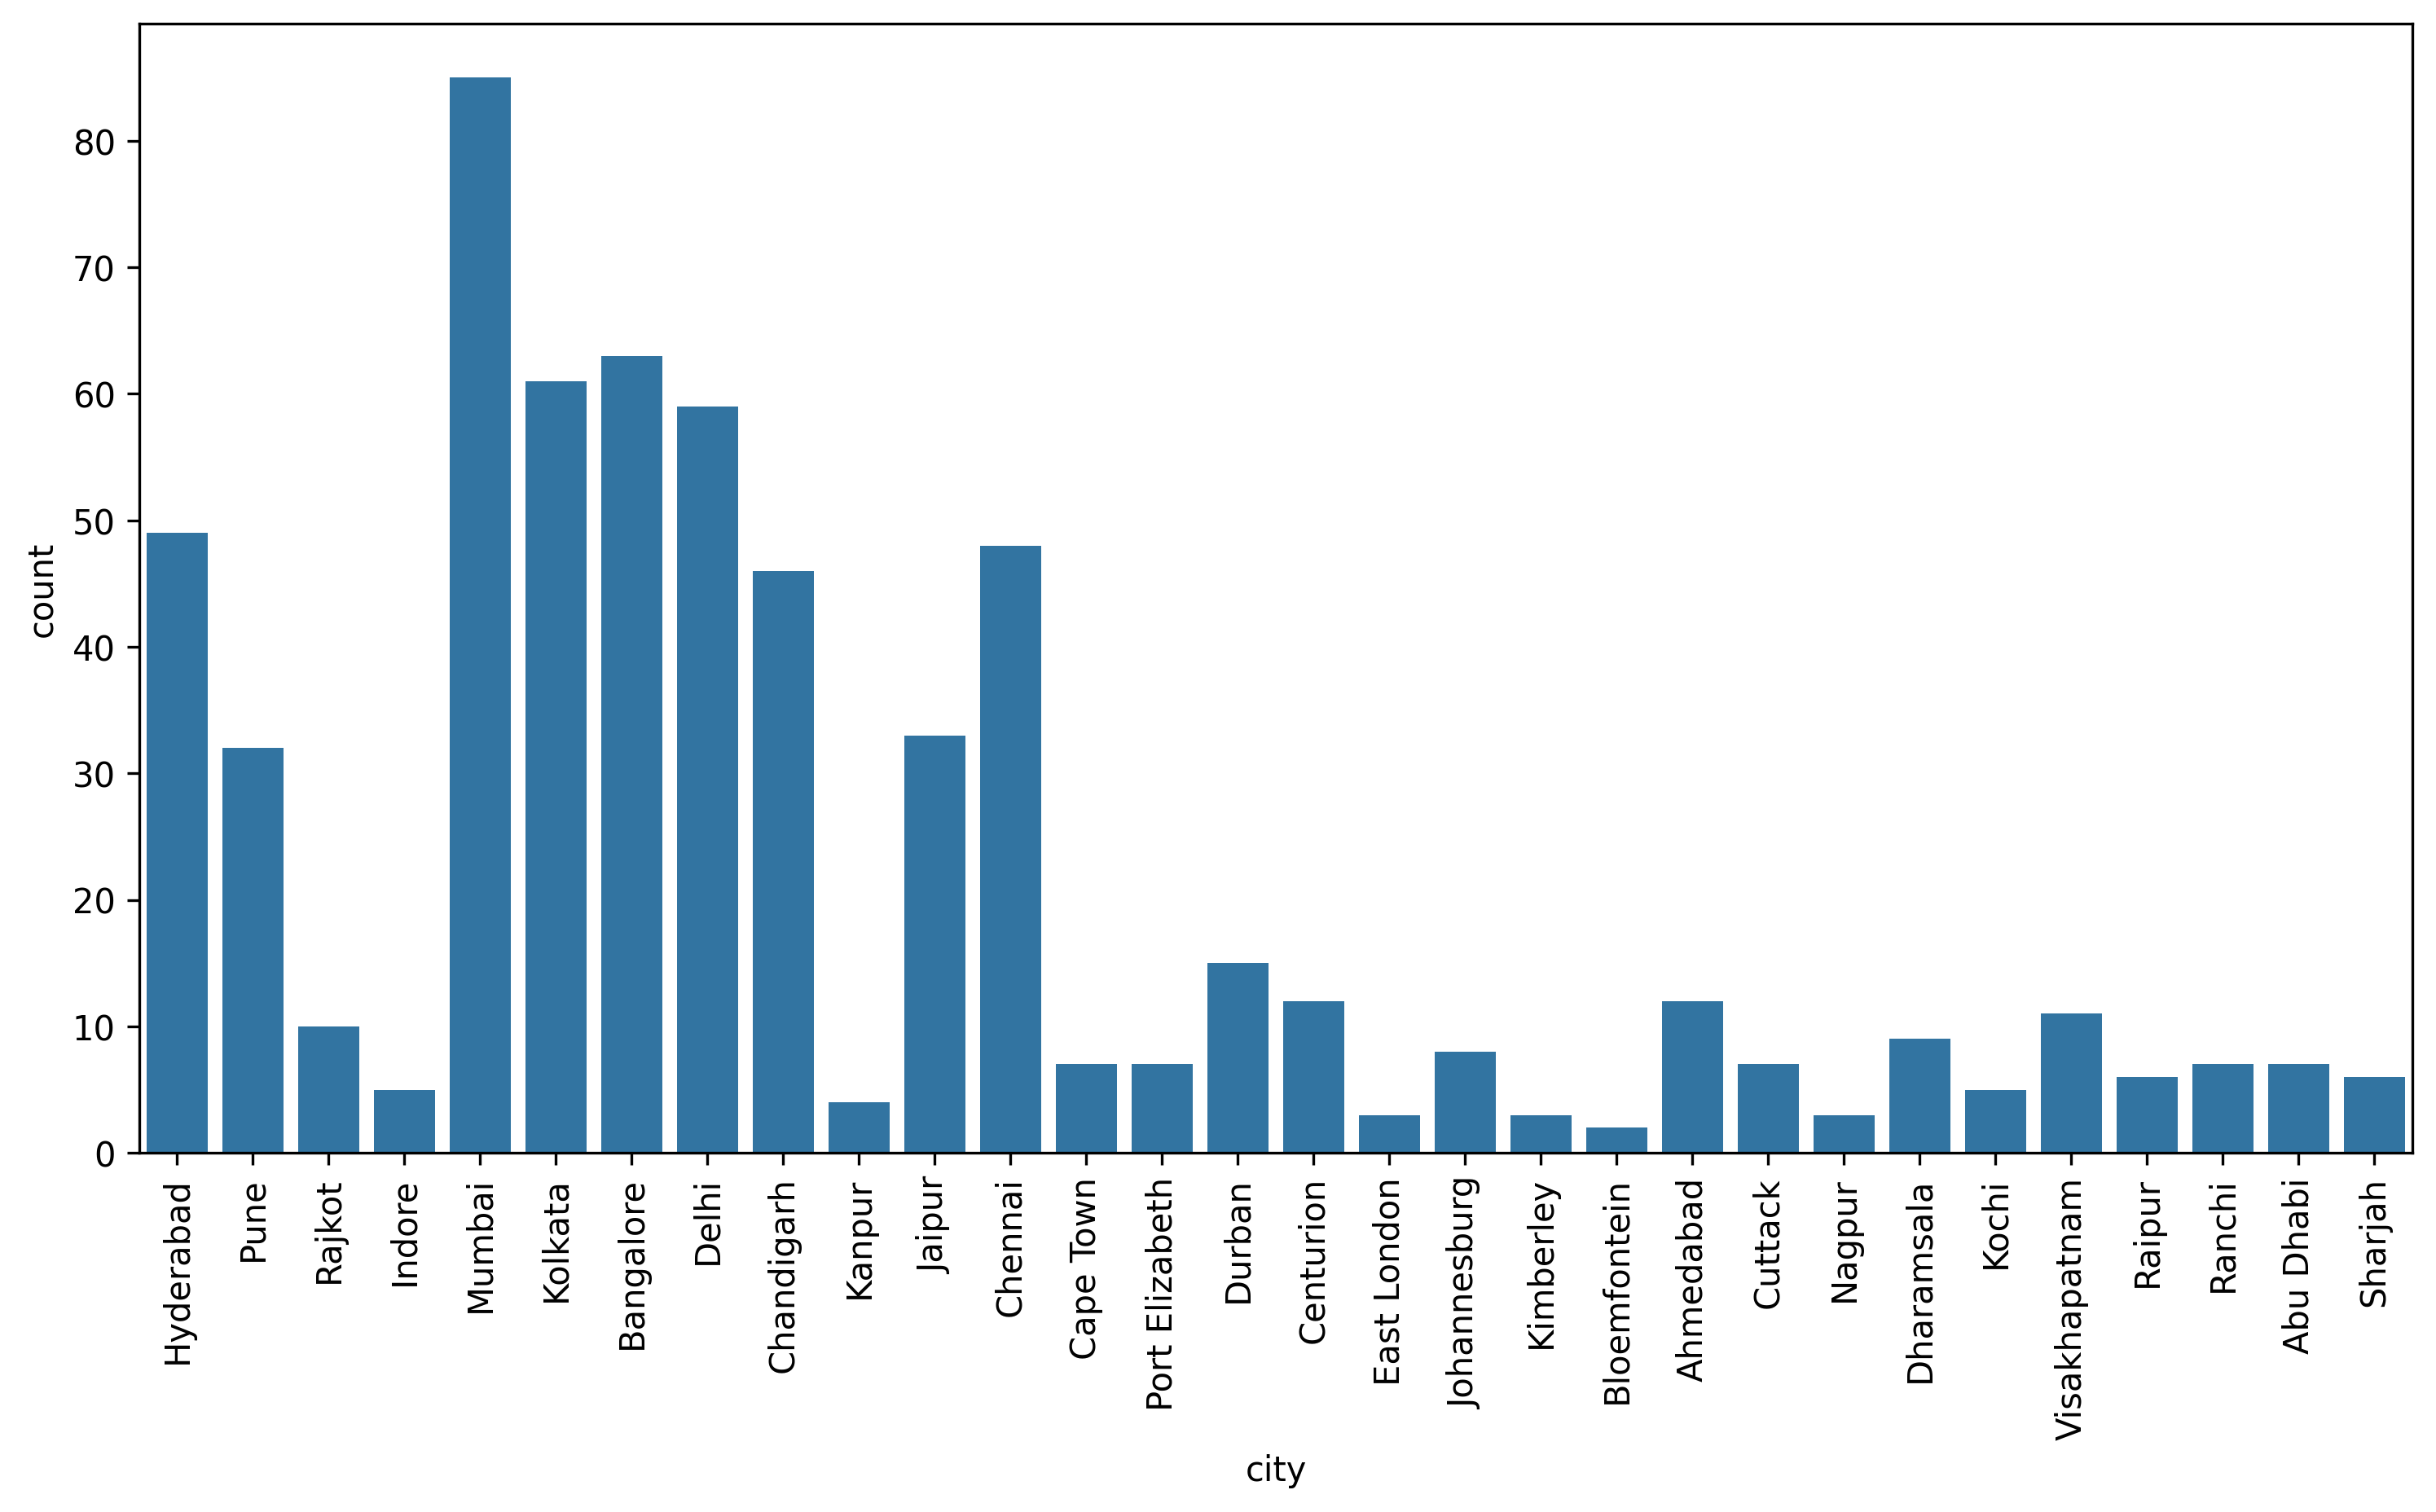 80
70
60
50
40
30
20
10
0
count
Hyderabad
Pune
Rajkot
Indore
Mumbai
Kolkata
Bangalore
Delhi
Chandigarh
Kanpur
Jaipur
Chennai
Cape Town
Port Elizabeth
Durban
Centurion
East London
Johannesburg
Kimberley
Bloemfontein
Ahmedabad
Cuttack
Nagpur
Dharamsala
Kochi
Visakhapatnam
Raipur
Ranchi
Abu Dhabi
Sharjah
city